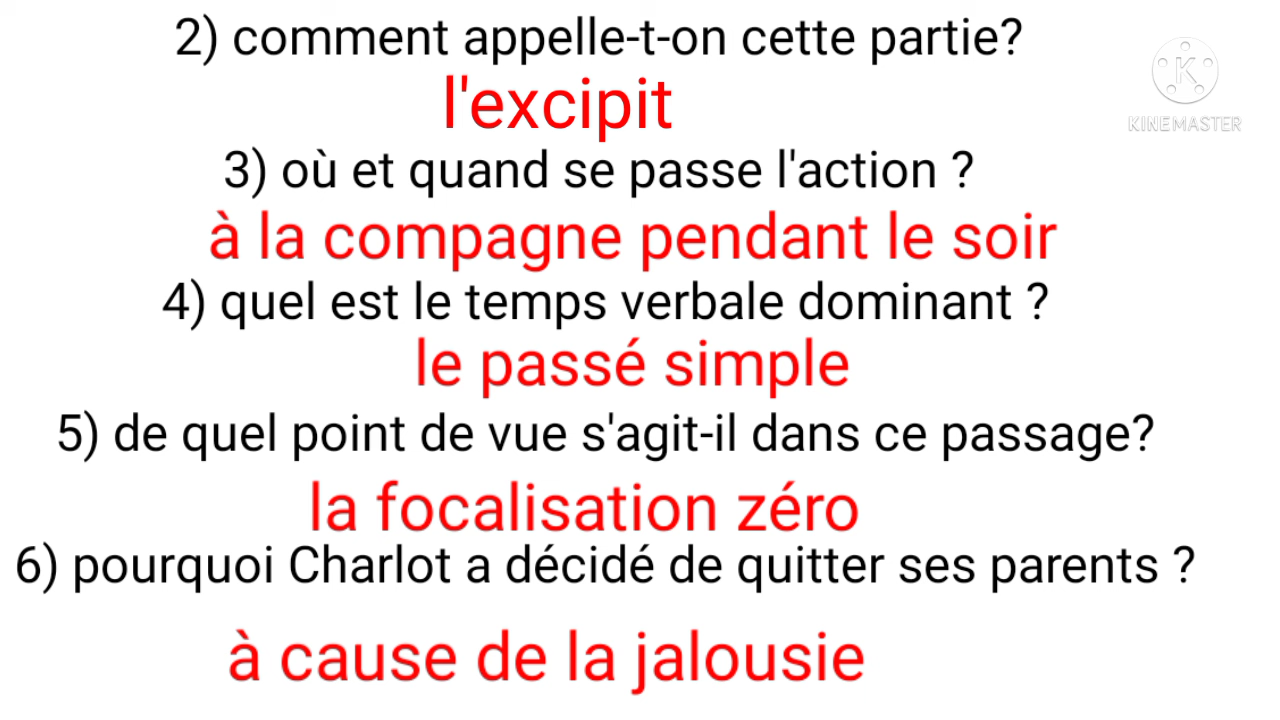 2) comment appelle-t-on cette partie?
l'excipit
KINEMASTER
3) où et quand se passe l'action ?
à la compagne pendant le soir
4) quel est le temps verbale dominant ?
le passé simple
5) de quel point de vue s'agit-il dans ce passage?
la focalisation zéro
6) pourquoi Charlot a décidé de quitter ses parents ?
à cause de la jalousie